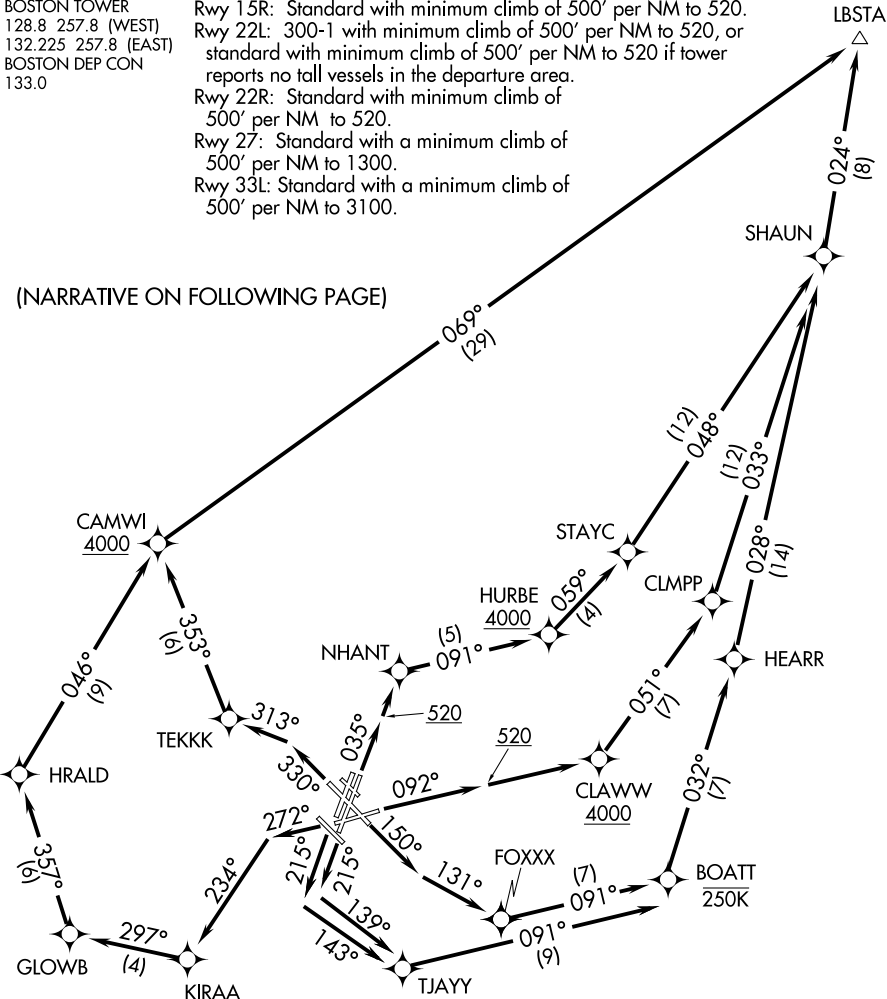 BOSTON TOWER
128.8 257.8 (WEST)
132.225 257.8 (EAST)
BOSTON DEP CON
133.0
Rwy 15R: Standard with minimum climb of 500' per NM to 520.
Rwy 22L: 300-1 with minimum climb of 500' per NM to 520, or
standard with minimum climb of 500' per NM to 520 if tower
reports no tall vessels in the departure area.
Rwy 22R: Standard with minimum climb of
500' per NM to 520.
Rwy 27: Standard with a minimum climb of
500' per NM to 1300.
Rwy 33L: Standard with a minimum climb of
500' per NM to 3100.
LBSTA
024°
(8)
SHAUN
(NARRATIVE ON FOLLOWING PAGE)
069°
(29)
(12)
048°
(12)
033°
028°
(14)
CAMWI
4000
STAYC
CLMPP
HURBE
4000
059°
(4)
HEARR
353°
(6)
NHANT
(5)
091°
046°
(9)
TEKKK
313°
330°
035°
520
520
051°
(7)
HRALD
092°
CLAWW
4000
032°
(7)
272°
150°
357°
(6)
234°
215°
215°
131°
FOXXX
(7)
091°
BOATT
250K
139°
143°
297°
(4)
091°
(9)
GLOWB
KIRAA
TJAYY